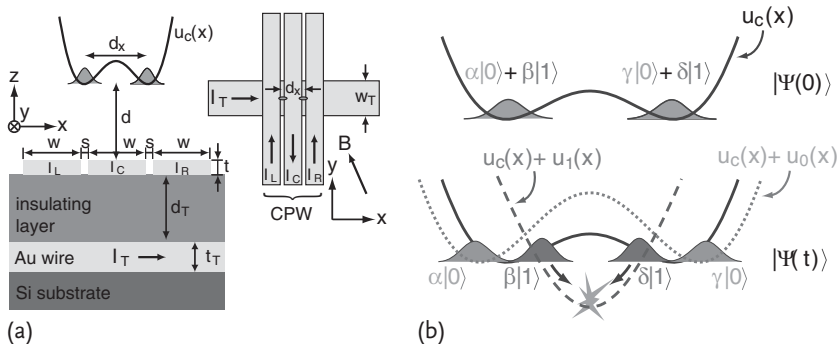 u_c(x)
d_x
z
y
x
d
w s w s w
I_L I_C I_R t
insulating
layer
d_T
Au wire I_T t_T
Si substrate
(a)
d_x
I_T
w_T
I_L I_C I_R
CPW
B
y
x
u_c(x)
α|0⟩ + β|1⟩ γ|0⟩ + δ|1⟩
|Ψ(0)⟩
u_c(x) + u_1(x) u_c(x) + u_0(x)
α|0⟩ β|1⟩ δ|1⟩ γ|0⟩
|Ψ(t)⟩
(b)